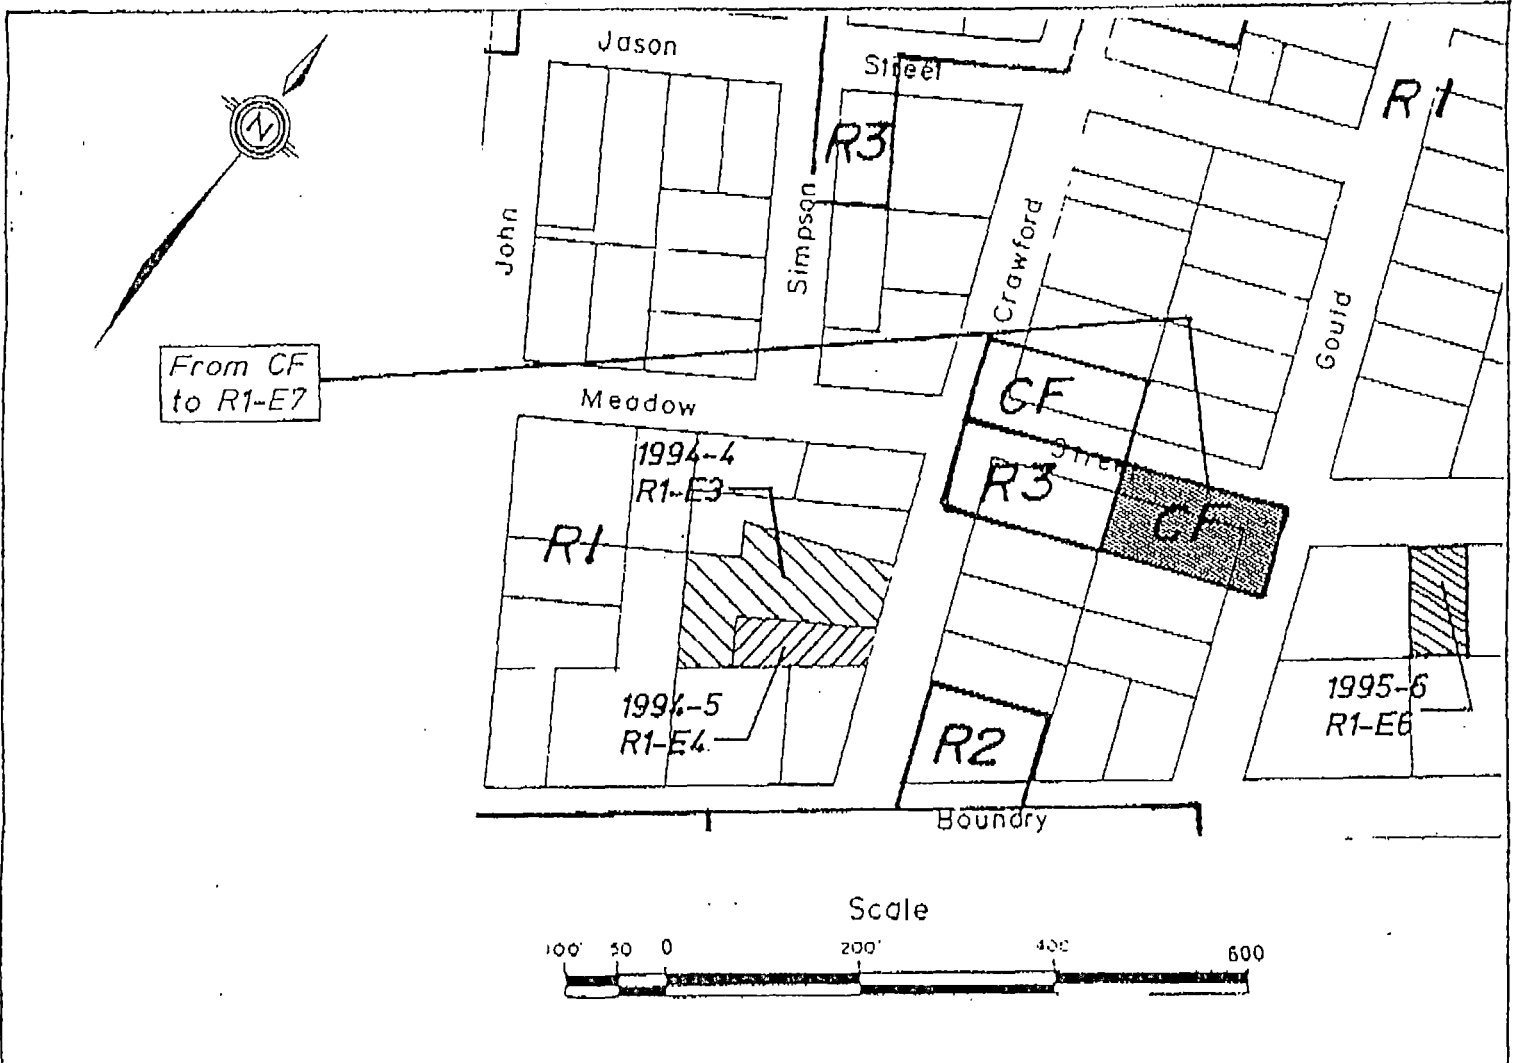 Jason
Street
R1
R3
N
John
Simpson
Crawford
Gould
From CF
to R1-E7
Meadow
CF
Street
1994-4
R1-E3
R3
CF
R1
1994-5
R1-E4
1995-6
R1-E6
R2
Boundry
Scale
100' 50 0 200' 400 600